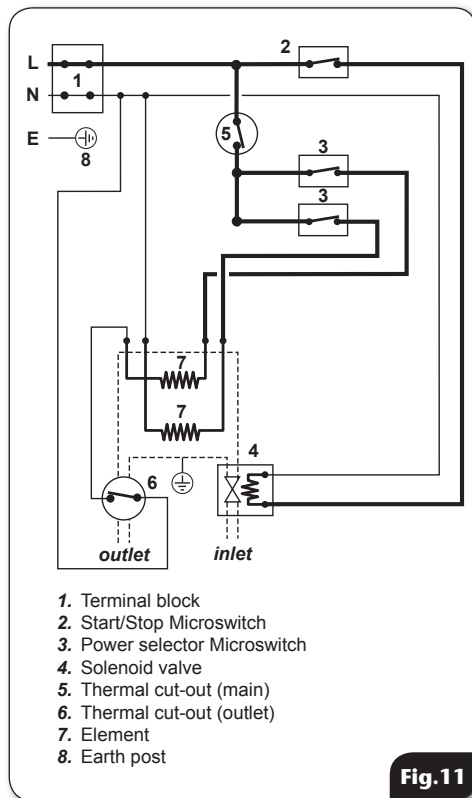 L
N
E
1
2
5
8
3
3
7
7
4
6
outlet
inlet
1. Terminal block
2. Start/Stop Microswitch
3. Power selector Microswitch
4. Solenoid valve
5. Thermal cut-out (main)
6. Thermal cut-out (outlet)
7. Element
8. Earth post
Fig.11